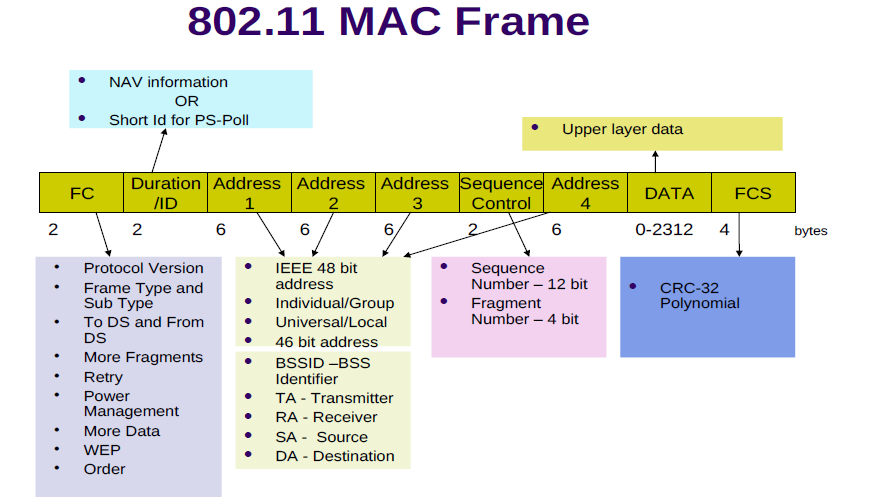 802.11 MAC Frame
• NAV information
OR
• Short Id for PS-Poll
• Upper layer data
FC
Duration
/ID
Address
1
Address
2
Address
3
Sequence
Control
Address
4
DATA
FCS
2 2 6 6 6 2 6 0-2312 4 bytes
• Protocol Version
• Frame Type and
Sub Type
• To DS and From
DS
• More Fragments
• Retry
• Power
Management
• More Data
• WEP
• Order
• IEEE 48 bit
address
• Individual/Group
• Universal/Local
• 46 bit address
• BSSID –BSS
Identifier
• TA - Transmitter
• RA - Receiver
• SA - Source
• DA - Destination
• Sequence
Number – 12 bit
• Fragment
Number – 4 bit
• CRC-32
Polynomial